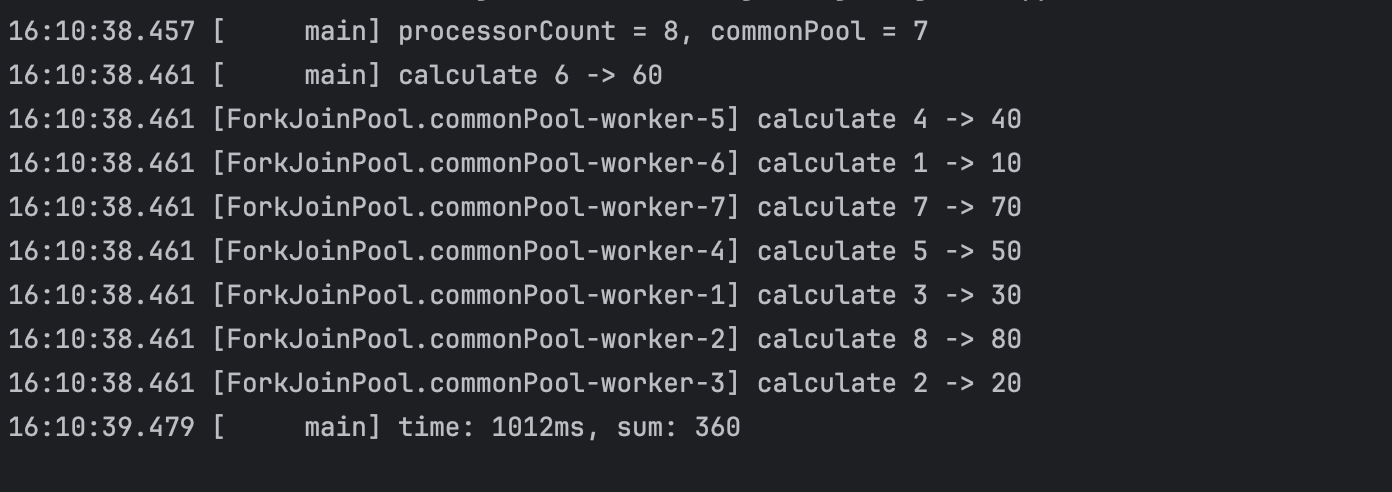 16:10:38.457 [     main] processorCount = 8, commonPool = 7
16:10:38.461 [     main] calculate 6 -> 60
16:10:38.461 [ForkJoinPool.commonPool-worker-5] calculate 4 -> 40
16:10:38.461 [ForkJoinPool.commonPool-worker-6] calculate 1 -> 10
16:10:38.461 [ForkJoinPool.commonPool-worker-7] calculate 7 -> 70
16:10:38.461 [ForkJoinPool.commonPool-worker-4] calculate 5 -> 50
16:10:38.461 [ForkJoinPool.commonPool-worker-1] calculate 3 -> 30
16:10:38.461 [ForkJoinPool.commonPool-worker-2] calculate 8 -> 80
16:10:38.461 [ForkJoinPool.commonPool-worker-3] calculate 2 -> 20
16:10:39.479 [     main] time: 1012ms, sum: 360